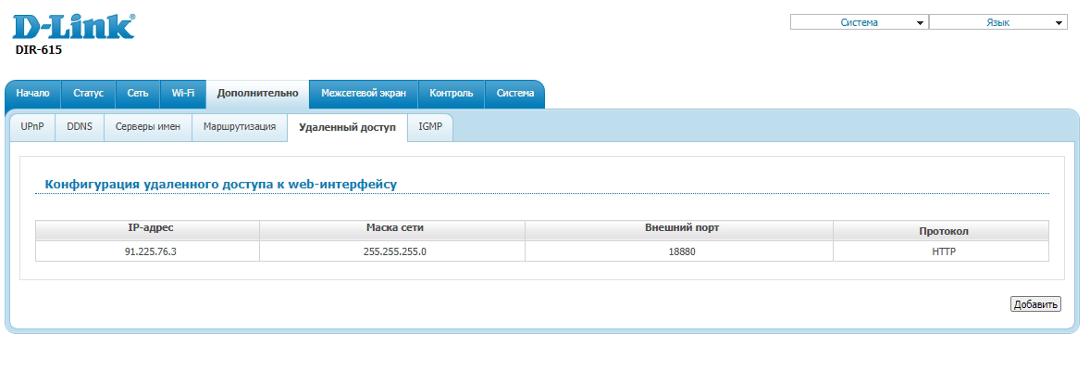 D-Link®
DIR-615
Система Язык
Начало Статус Сеть Wi-Fi Дополнительно Межсетевой экран Контроль Система
UPnP DDNS Серверы имен Маршрутизация Удаленный доступ IGMP
Конфигурация удаленного доступа к web-интерфейсу
IP-адрес Маска сети Внешний порт Протокол
91.225.76.3 255.255.255.0 18880 HTTP
Добавить